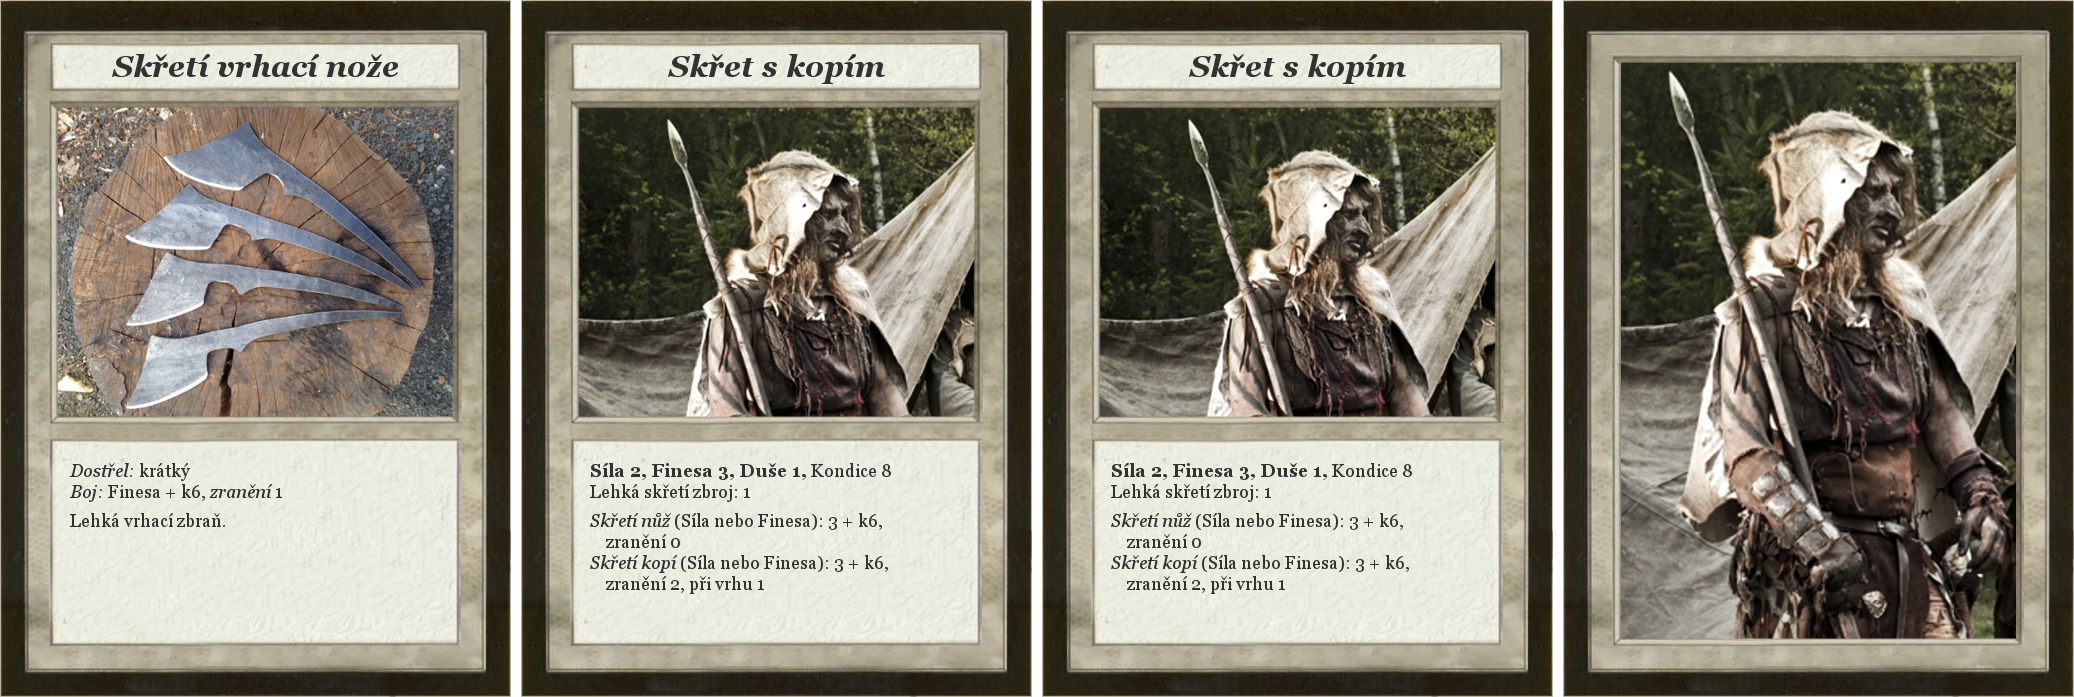 Skřetí vrhací nože
Dostřel: krátký
Boj: Finesa + k6, zranění 1
Lehká vrhací zbraň.
Skřet s kopím
Síla 2, Finesa 3, Duše 1, Kondice 8
Lehká skřetí zbroj: 1
Skřetí nůž (Síla nebo Finesa): 3 + k6,
zranění 0
Skřetí kopí (Síla nebo Finesa): 3 + k6,
zranění 2, při vrhu 1
Skřet s kopím
Síla 2, Finesa 3, Duše 1, Kondice 8
Lehká skřetí zbroj: 1
Skřetí nůž (Síla nebo Finesa): 3 + k6,
zranění 0
Skřetí kopí (Síla nebo Finesa): 3 + k6,
zranění 2, při vrhu 1